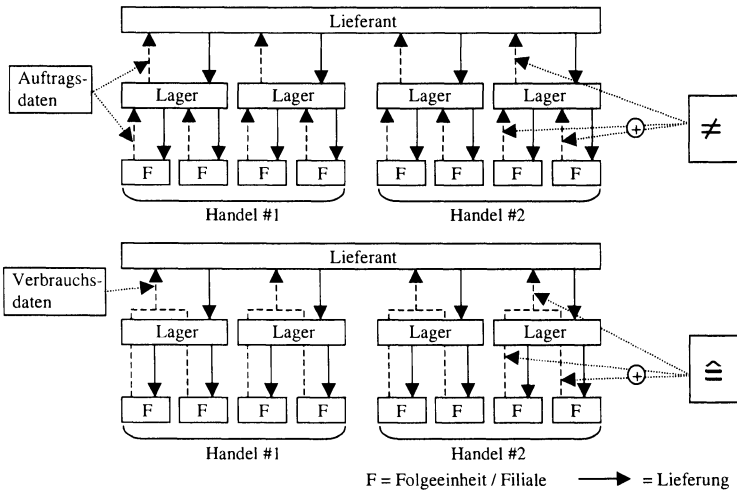 Lieferant
Auftrags-
daten
Lager Lager Lager Lager
+
≠
F F F F F F F F
Handel #1 Handel #2
Lieferant
Verbrauchs-
daten
Lager Lager Lager Lager
+
≙
F F F F F F F F
Handel #1 Handel #2
F = Folgeeinheit / Filiale = Lieferung